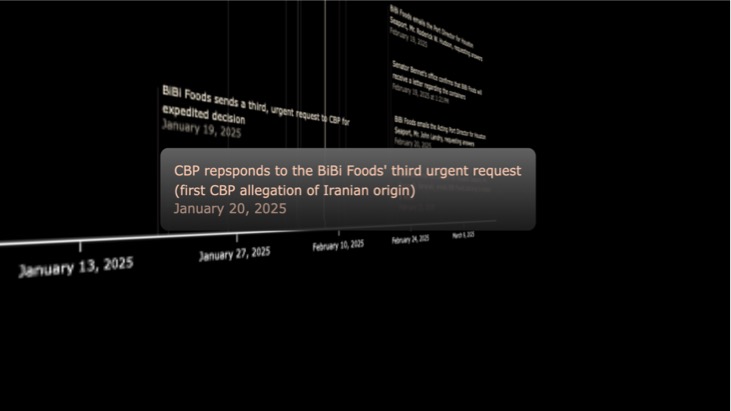 BiBi Foods emails the Port Director for Houston
Seaport, Mr. Roderick W. Hudson, requesting answers
February 18, 2025
Senator Bennet's office confirms that BiBi Foods will
receive a letter regarding the containers
February 19, 2025 at
BiBi Foods sends a third, urgent request to CBP for
expedited decision
January 19, 2025
BiBi Foods emails the Acting Port Director for Houston
Seaport, Mr. John Landry, requesting answers
February 20, 2025
CBP repsponds to the BiBi Foods' third urgent request
(first CBP allegation of Iranian origin)
January 20, 2025
January 13, 2025
January 27, 2025
February 10, 2025
February 24, 2025
March 9, 2025